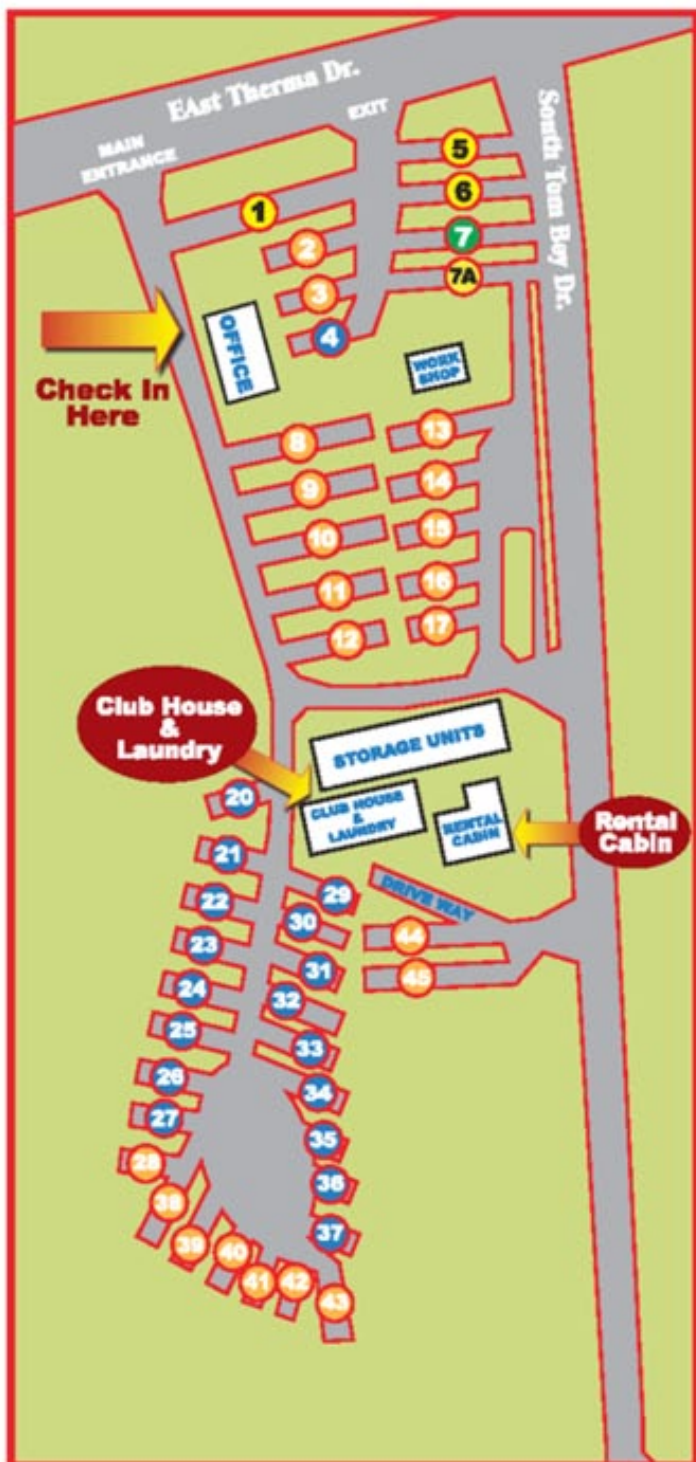 EAst Therma Dr.
MAIN
ENTRANCE
EXIT
South Tom Boy Dr.
1
2
3
4
5
6
7
7A
OFFICE
WORK
SHOP
Check In
Here
8
9
10
11
12
13
14
15
16
17
Club House
&
Laundry
STORAGE UNITS
CLUB HOUSE
&
LAUNDRY
RENTAL
CABIN
Rental
Cabin
DRIVE WAY
20
21
22
23
24
25
26
27
28
29
30
31
32
33
34
35
36
37
38
39
40
41
42
43
44
45